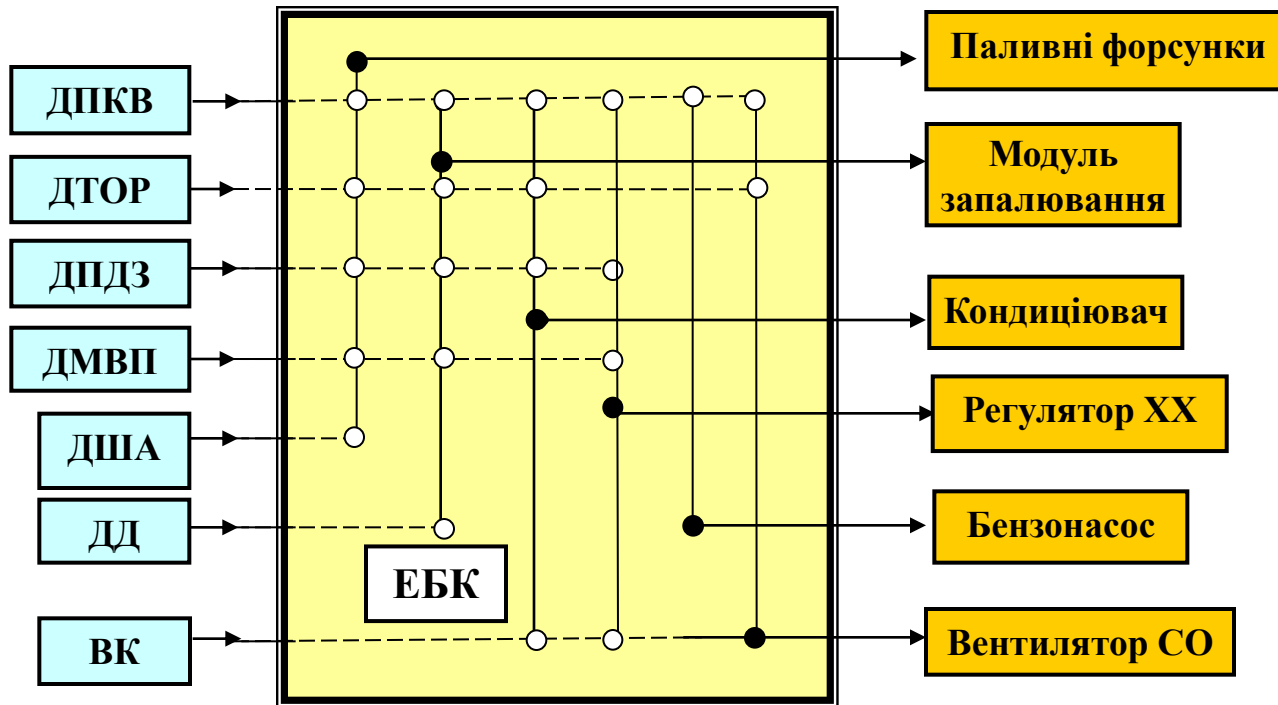 ДПКВ
ДТОР
ДПДЗ
ДМВП
ДША
ДД
ВК
ЕБК
Паливні форсунки
Модуль
запалювання
Кондиціювач
Регулятор ХХ
Бензонасос
Вентилятор СО